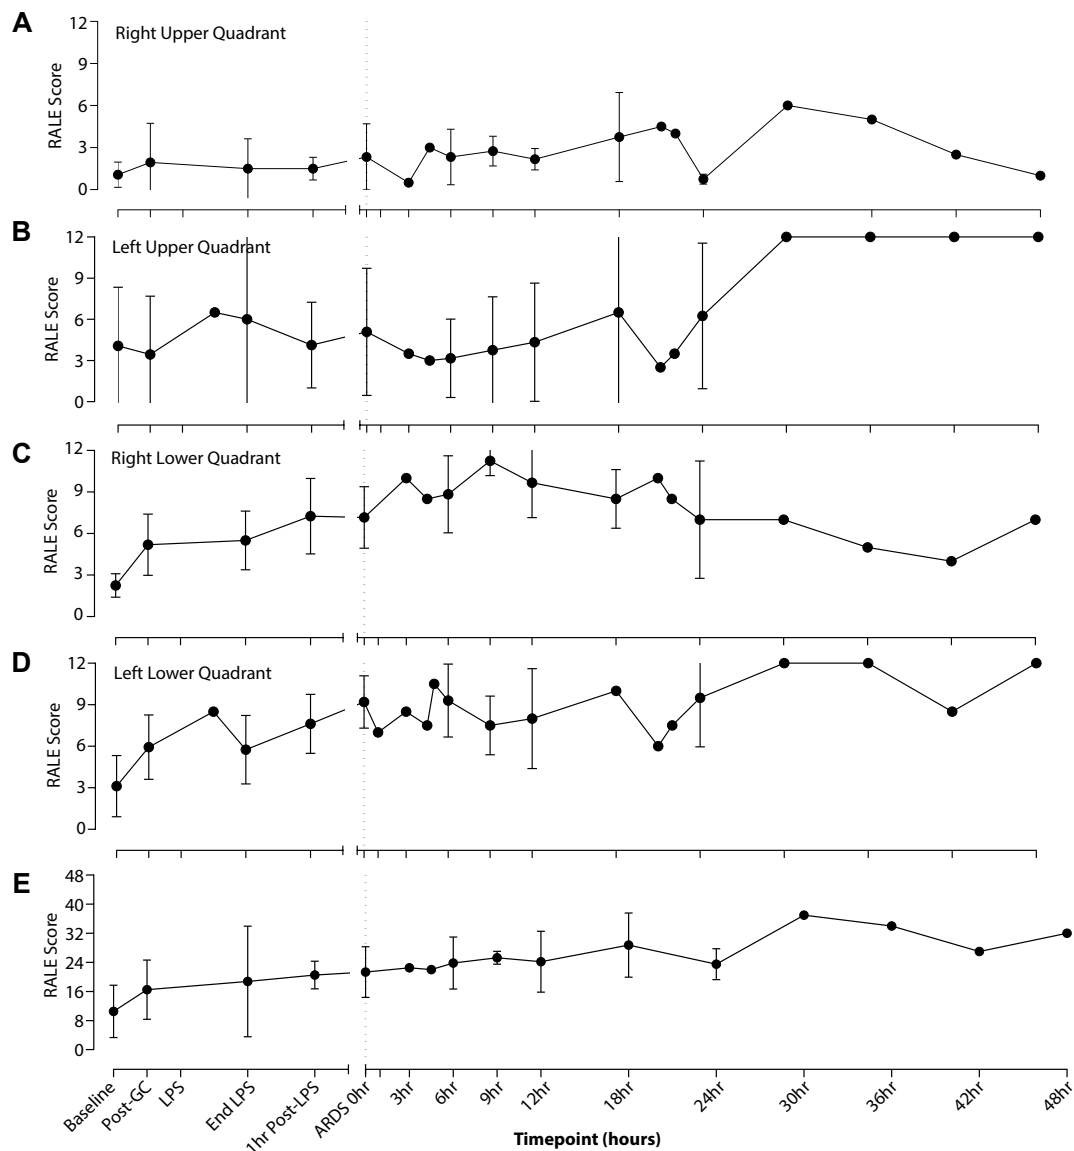 A
Right Upper Quadrant
RALE Score
12
9
6
3
0
B
Left Upper Quadrant
RALE Score
12
9
6
3
0
C
Right Lower Quadrant
RALE Score
12
9
6
3
0
D
Left Lower Quadrant
RALE Score
12
9
6
3
0
E
RALE Score
48
40
32
24
16
8
0
Baseline
Post-GC
LPS
End LPS
1hr Post-LPS
ARDS 0hr
3hr
6hr
9hr
12hr
18hr
24hr
30hr
36hr
42hr
48hr
Timepoint (hours)